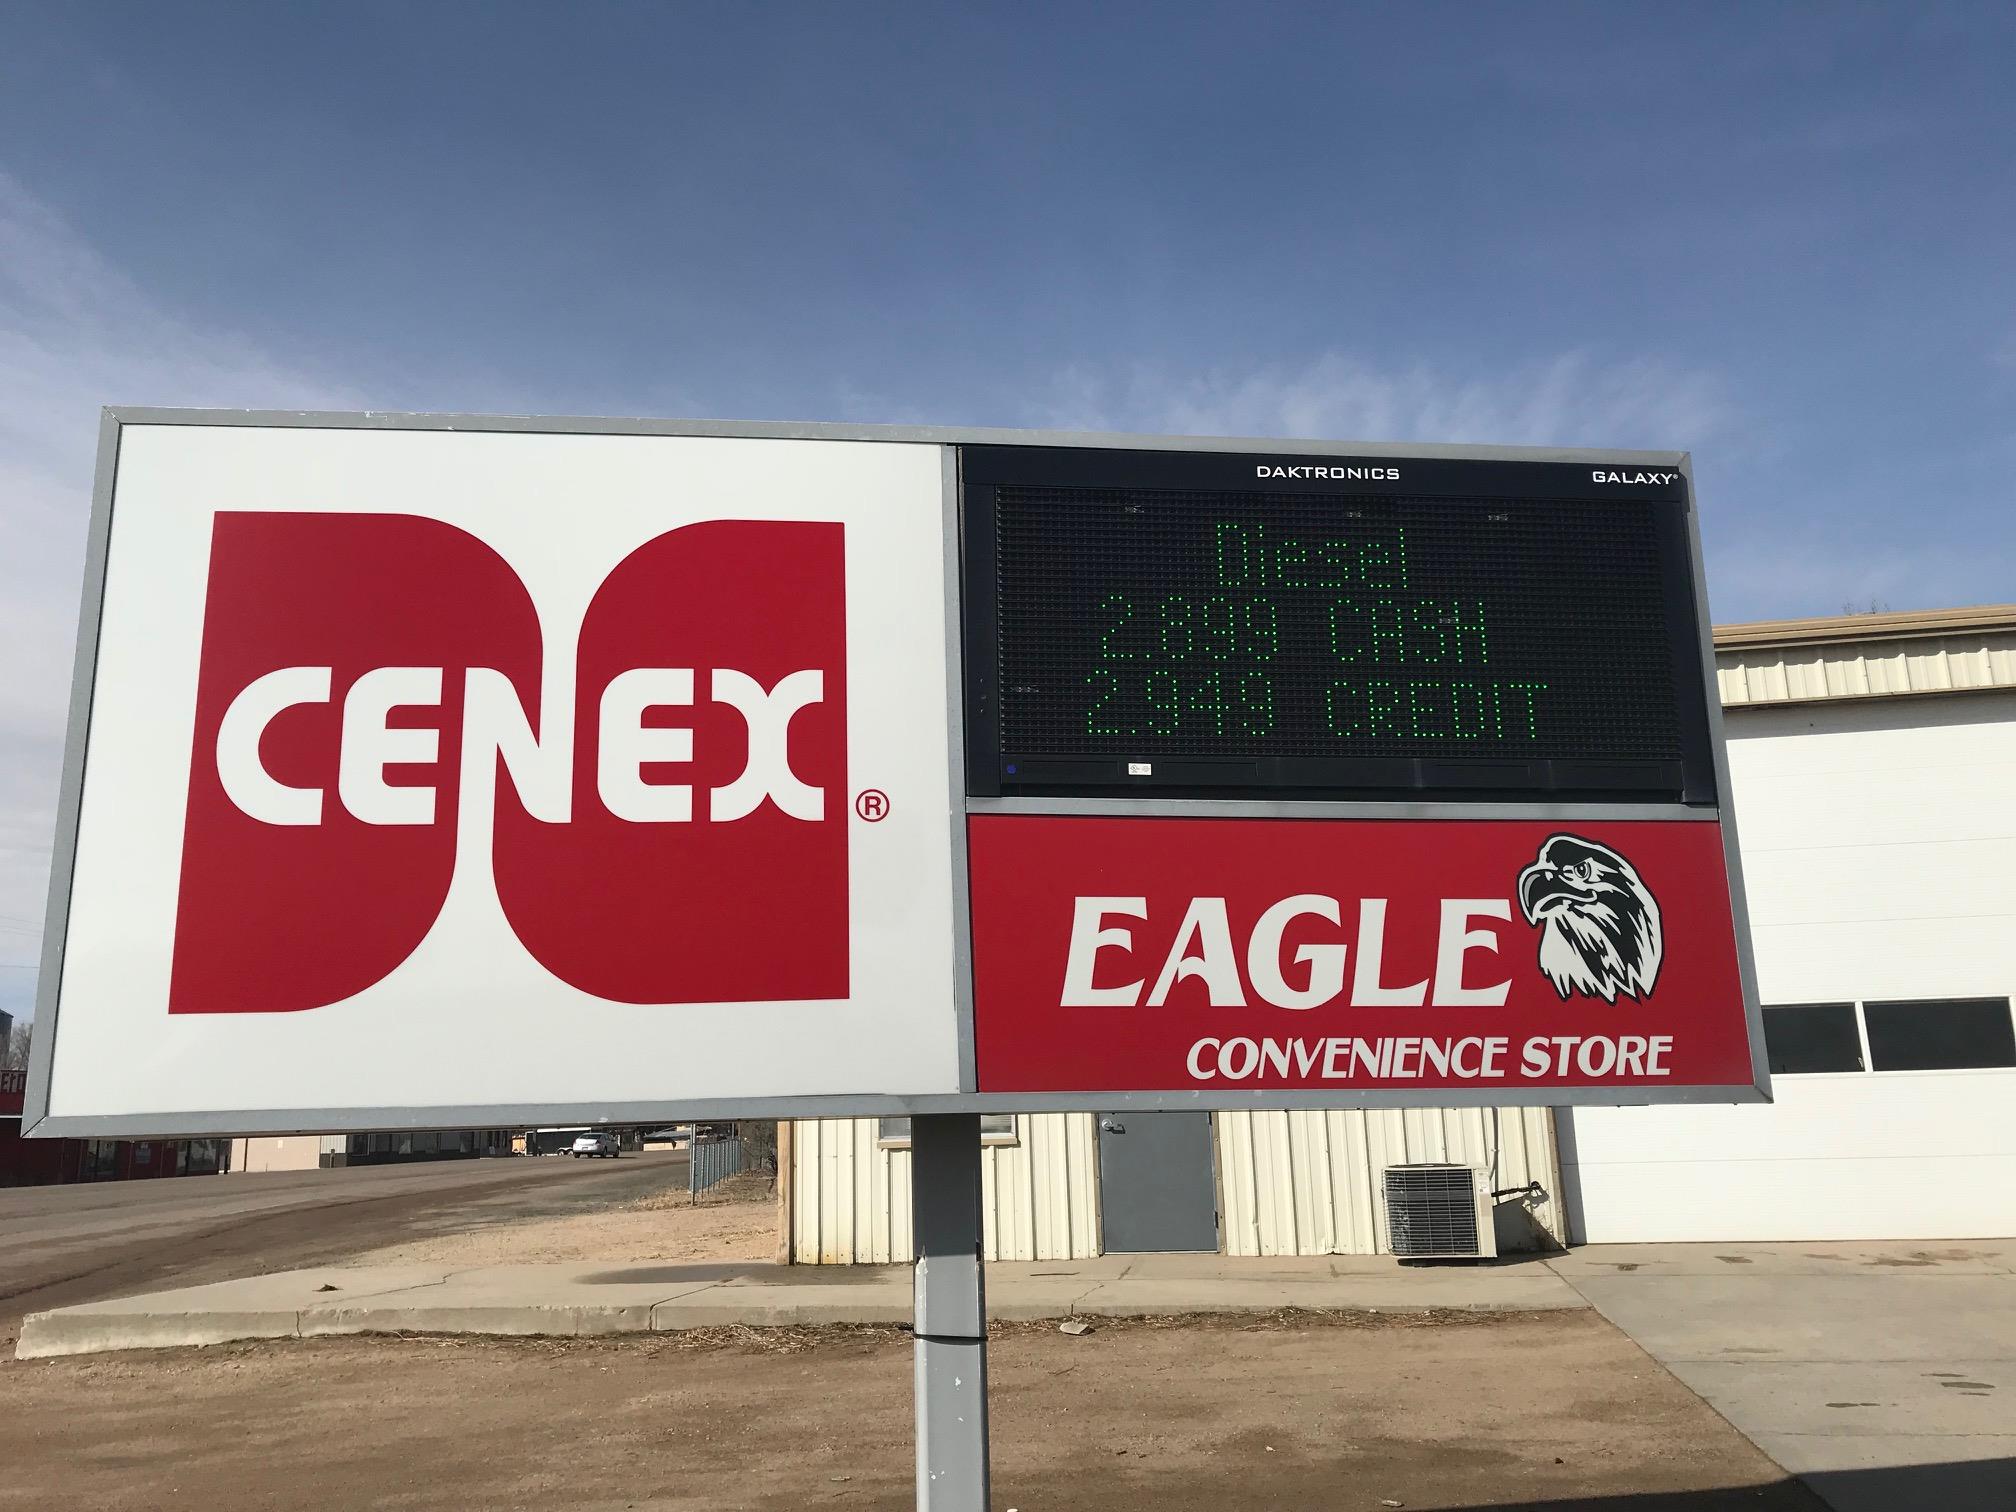 CENEX®
DAKTRONICS GALAXY®
Diesel
2.899 CASH
2.949 CREDIT
EAGLE
CONVENIENCE STORE